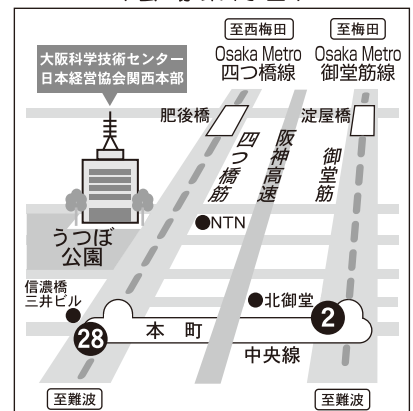 至西梅田
至梅田
Osaka Metro
四つ橋線
Osaka Metro
御堂筋線
大阪科学技術センター
日本経営協会関西本部
肥後橋
淀屋橋
四つ橋筋
阪神高速
御堂筋
うつぼ
公園
NTN
信濃橋
三井ビル
北御堂
28
本町
2
中央線
至難波
至難波